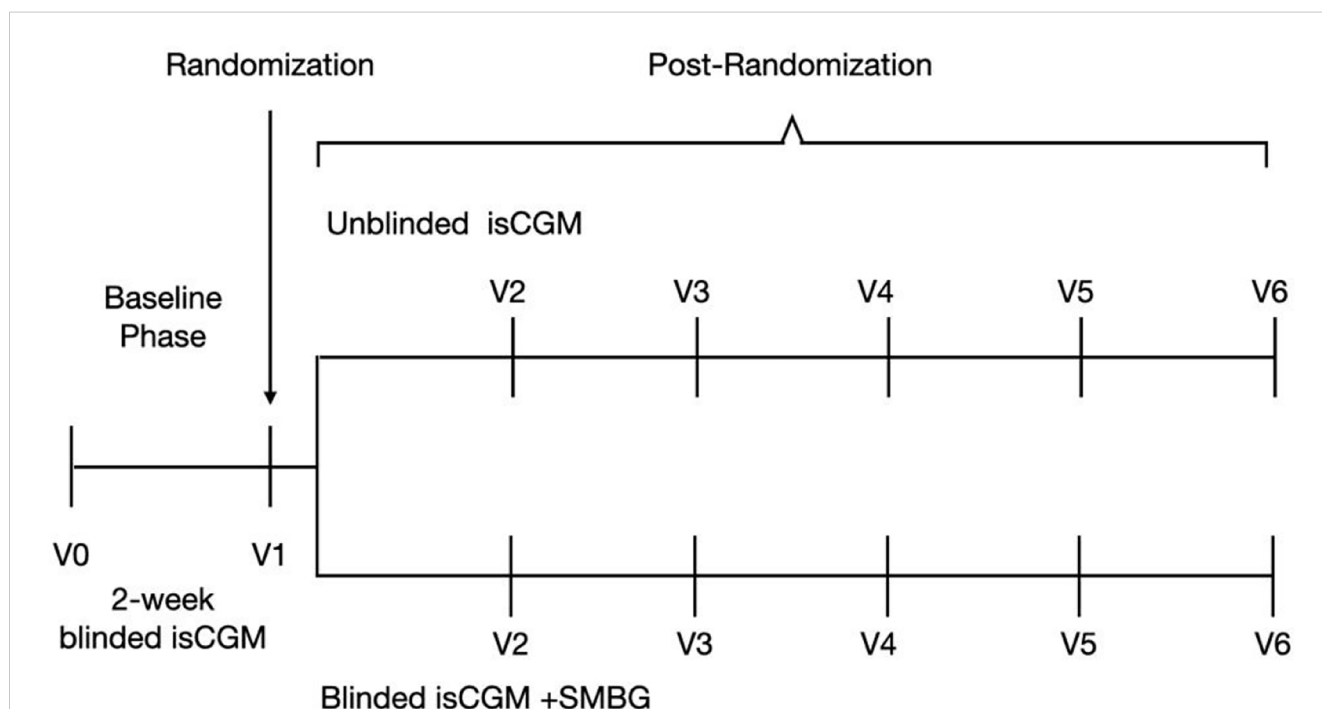 Randomization
Post-Randomization
Unblinded isCGM
Baseline
Phase
V2
V3
V4
V5
V6
V0
V1
2-week
blinded isCGM
V2
V3
V4
V5
V6
Blinded isCGM +SMBG